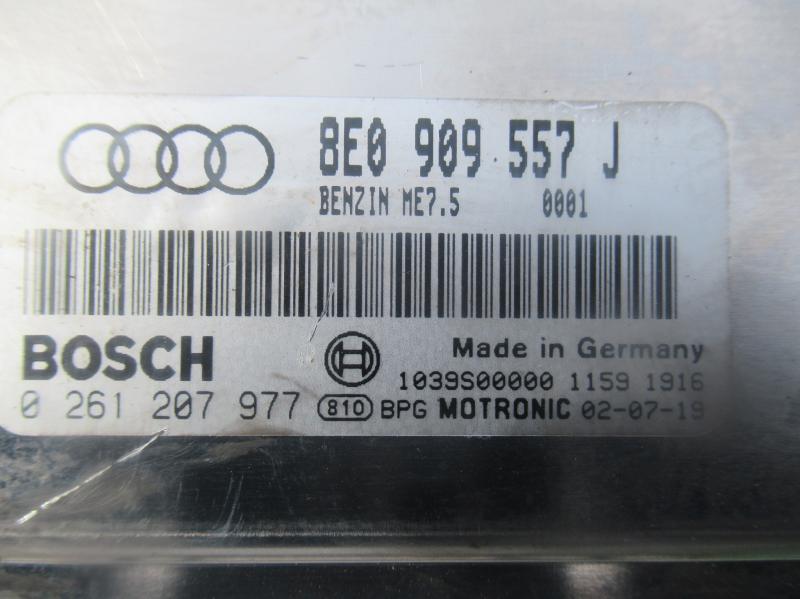 8E0 909 557 J
BENZIN ME7.5 0001
BOSCH Made in Germany
1039S00000 1159 1916
0 261 207 977 810 BPG MOTRONIC 02-07-19